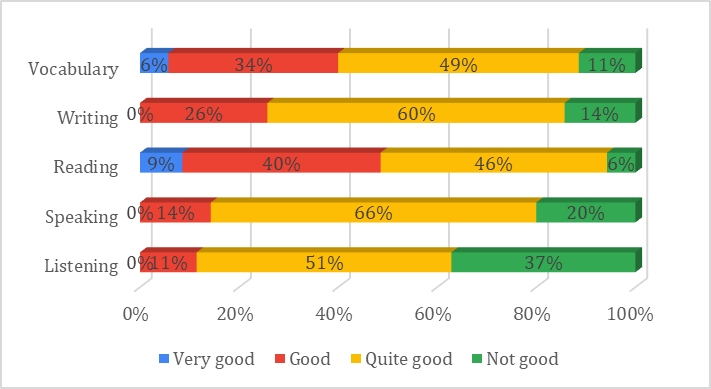 Vocabulary 6% 34% 49% 11%
Writing 0% 26% 60% 14%
Reading 9% 40% 46% 6%
Speaking 0% 14% 66% 20%
Listening 0% 11% 51% 37%
0% 20% 40% 60% 80% 100%
Very good Good Quite good Not good